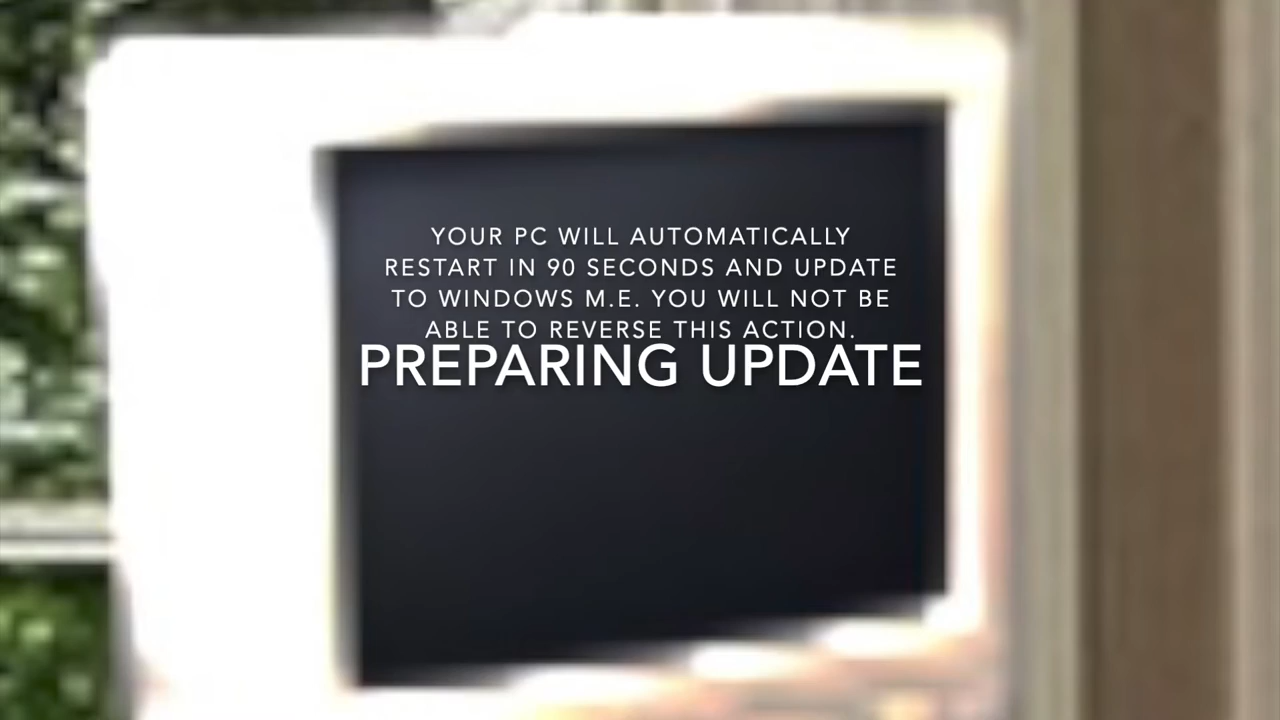 YOUR PC WILL AUTOMATICALLY
RESTART IN 90 SECONDS AND UPDATE
TO WINDOWS M.E. YOU WILL NOT BE
ABLE TO REVERSE THIS ACTION.
PREPARING UPDATE